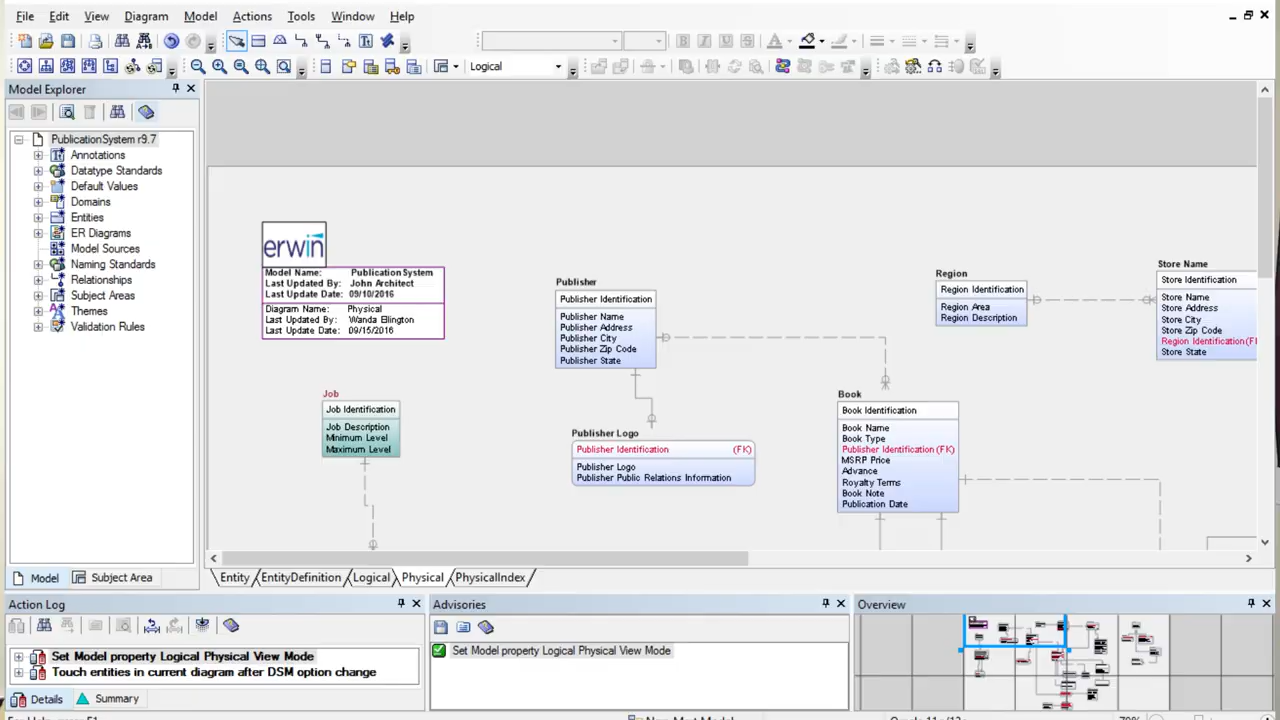 File Edit View Diagram Model Actions Tools Window Help
Logical
Model Explorer
PublicationSystem r9.7
Annotations
Datatype Standards
Default Values
Domains
Entities
ER Diagrams
Model Sources
Naming Standards
Relationships
Subject Areas
Themes
Validation Rules
Model Subject Area
erwin
Model Name: PublicationSystem
Last Updated By: John Architect
Last Update Date: 09/10/2016
Diagram Name: Physical
Last Updated By: Wanda Ellington
Last Update Date: 09/15/2016
Job
Job Identification
Job Description
Minimum Level
Maximum Level
Publisher
Publisher Identification
Publisher Name
Publisher Address
Publisher City
Publisher Zip Code
Publisher State
Publisher Logo
Publisher Identification (FK)
Publisher Logo
Publisher Public Relations Information
Region
Region Identification
Region Area
Region Description
Book
Book Identification
Book Name
Book Type
Publisher Identification (FK)
MSRP Price
Advance
Royalty Terms
Book Note
Publication Date
Store Name
Store Identification
Store Name
Store Address
Store City
Store Zip Code
Region Identification (F
Store State
Entity EntityDefinition Logical Physical PhysicalIndex
Action Log
Set Model property Logical Physical View Mode
Touch entities in current diagram after DSM option change
Details Summary
Advisories
Set Model property Logical Physical View Mode
Overview